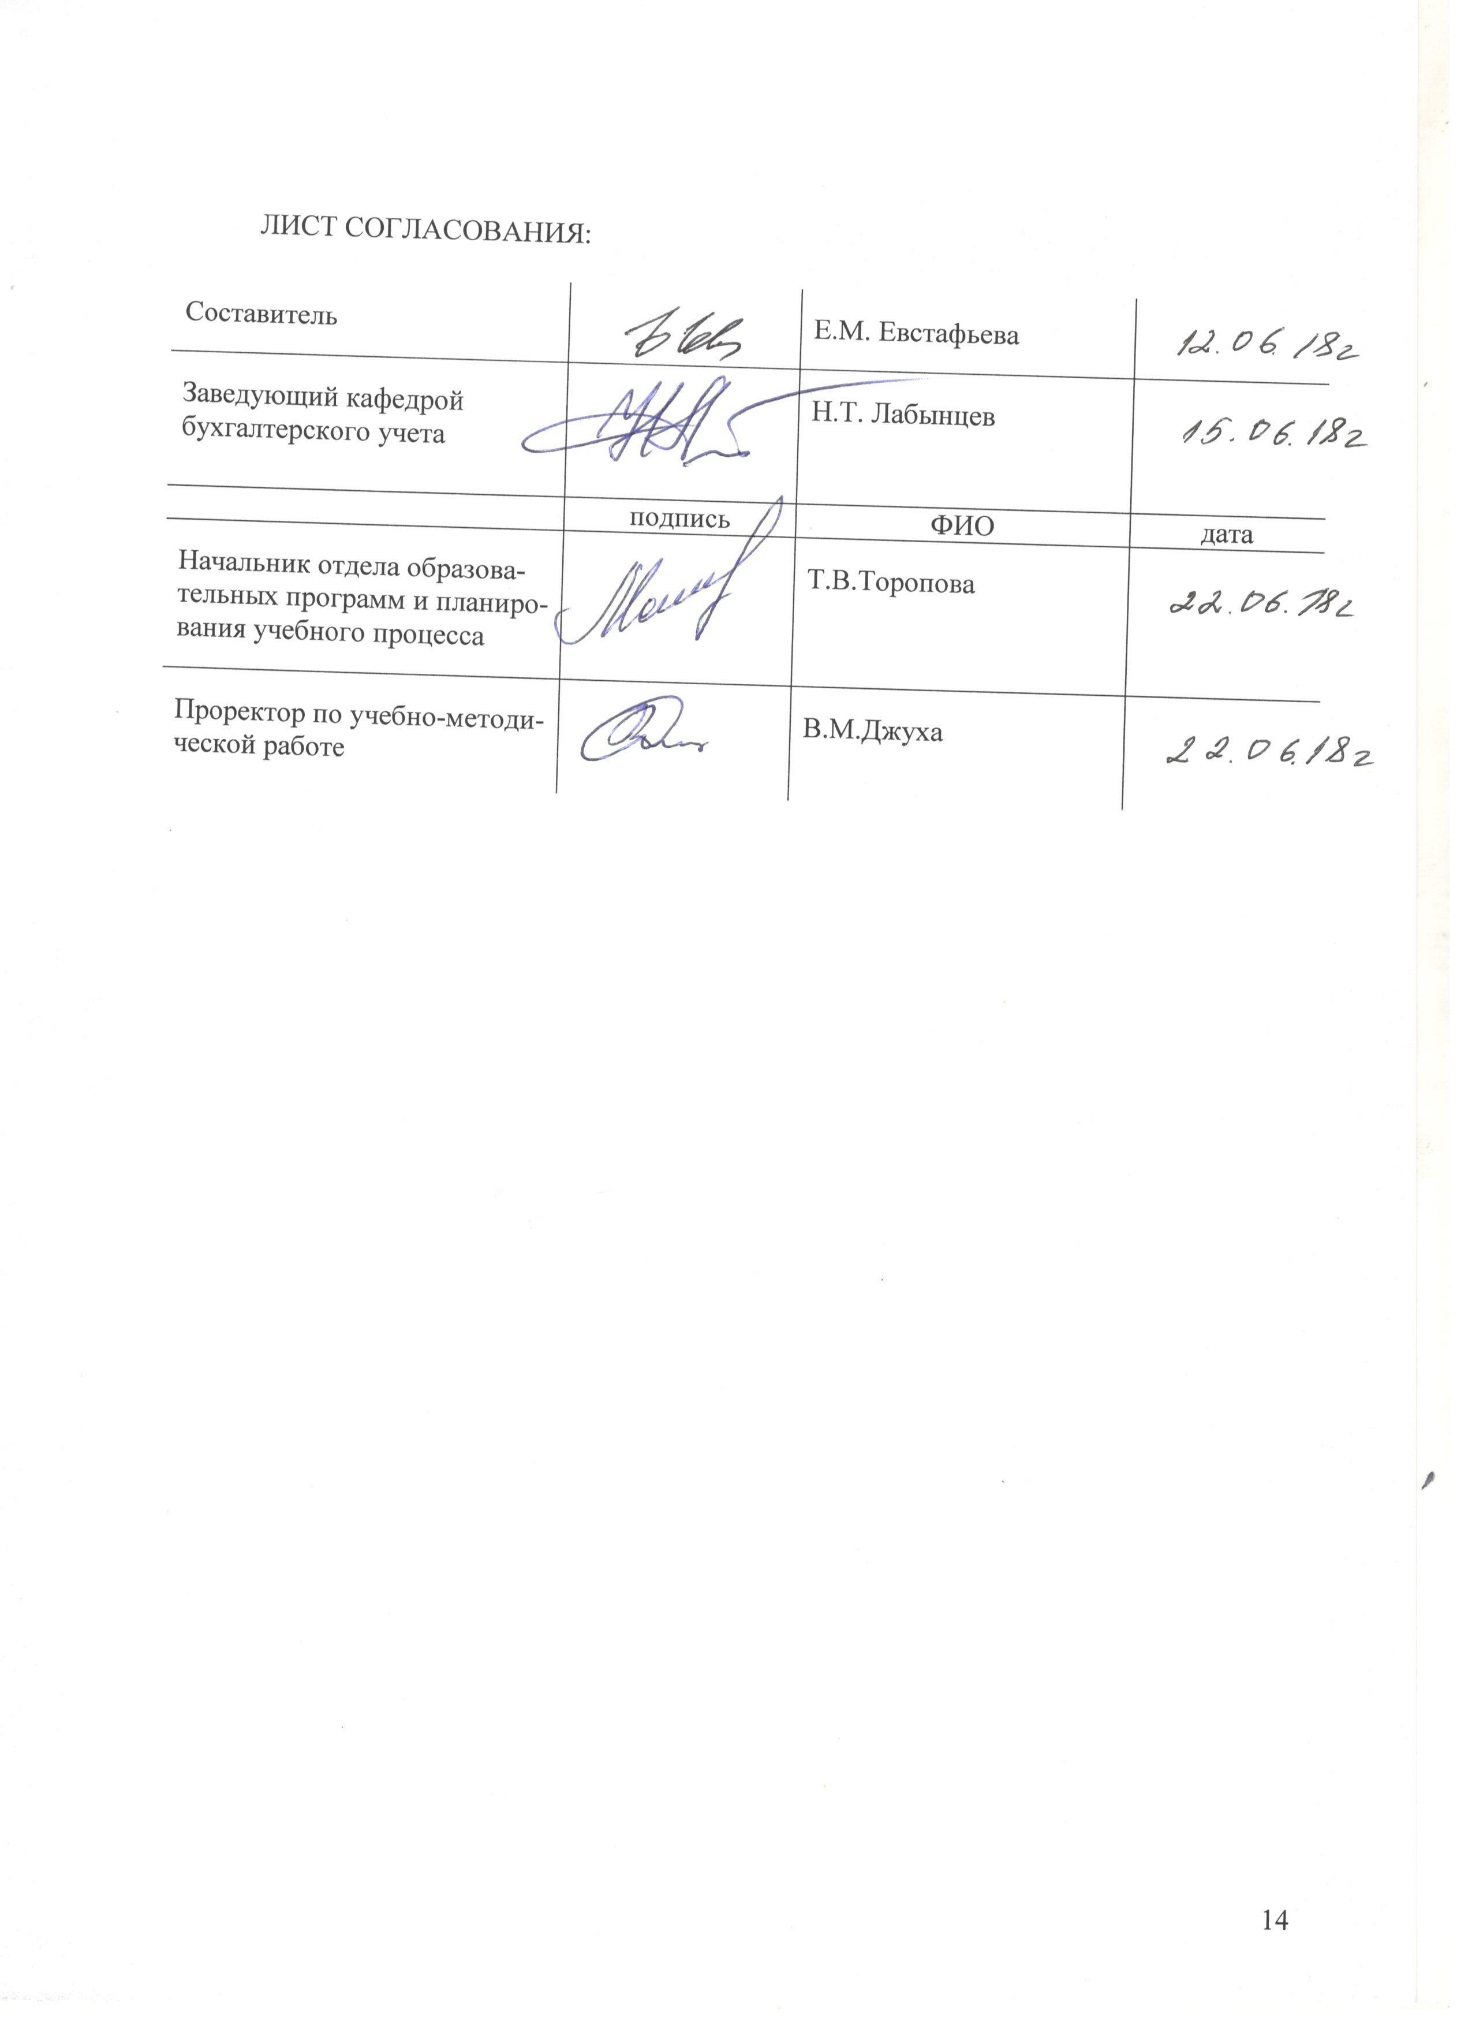 ЛИСТ СОГЛАСОВАНИЯ:
Составитель
Е.М. Евстафьева
12.06.18г
Заведующий кафедрой
бухгалтерского учета
Н.Т. Лабынцев
15.06.18г
подпись
ФИО
дата
Начальник отдела образова-
тельных программ и планиро-
вания учебного процесса
Т.В.Торопова
22.06.18г
Проректор по учебно-методи-
ческой работе
В.М.Джуха
22.06.18г
14